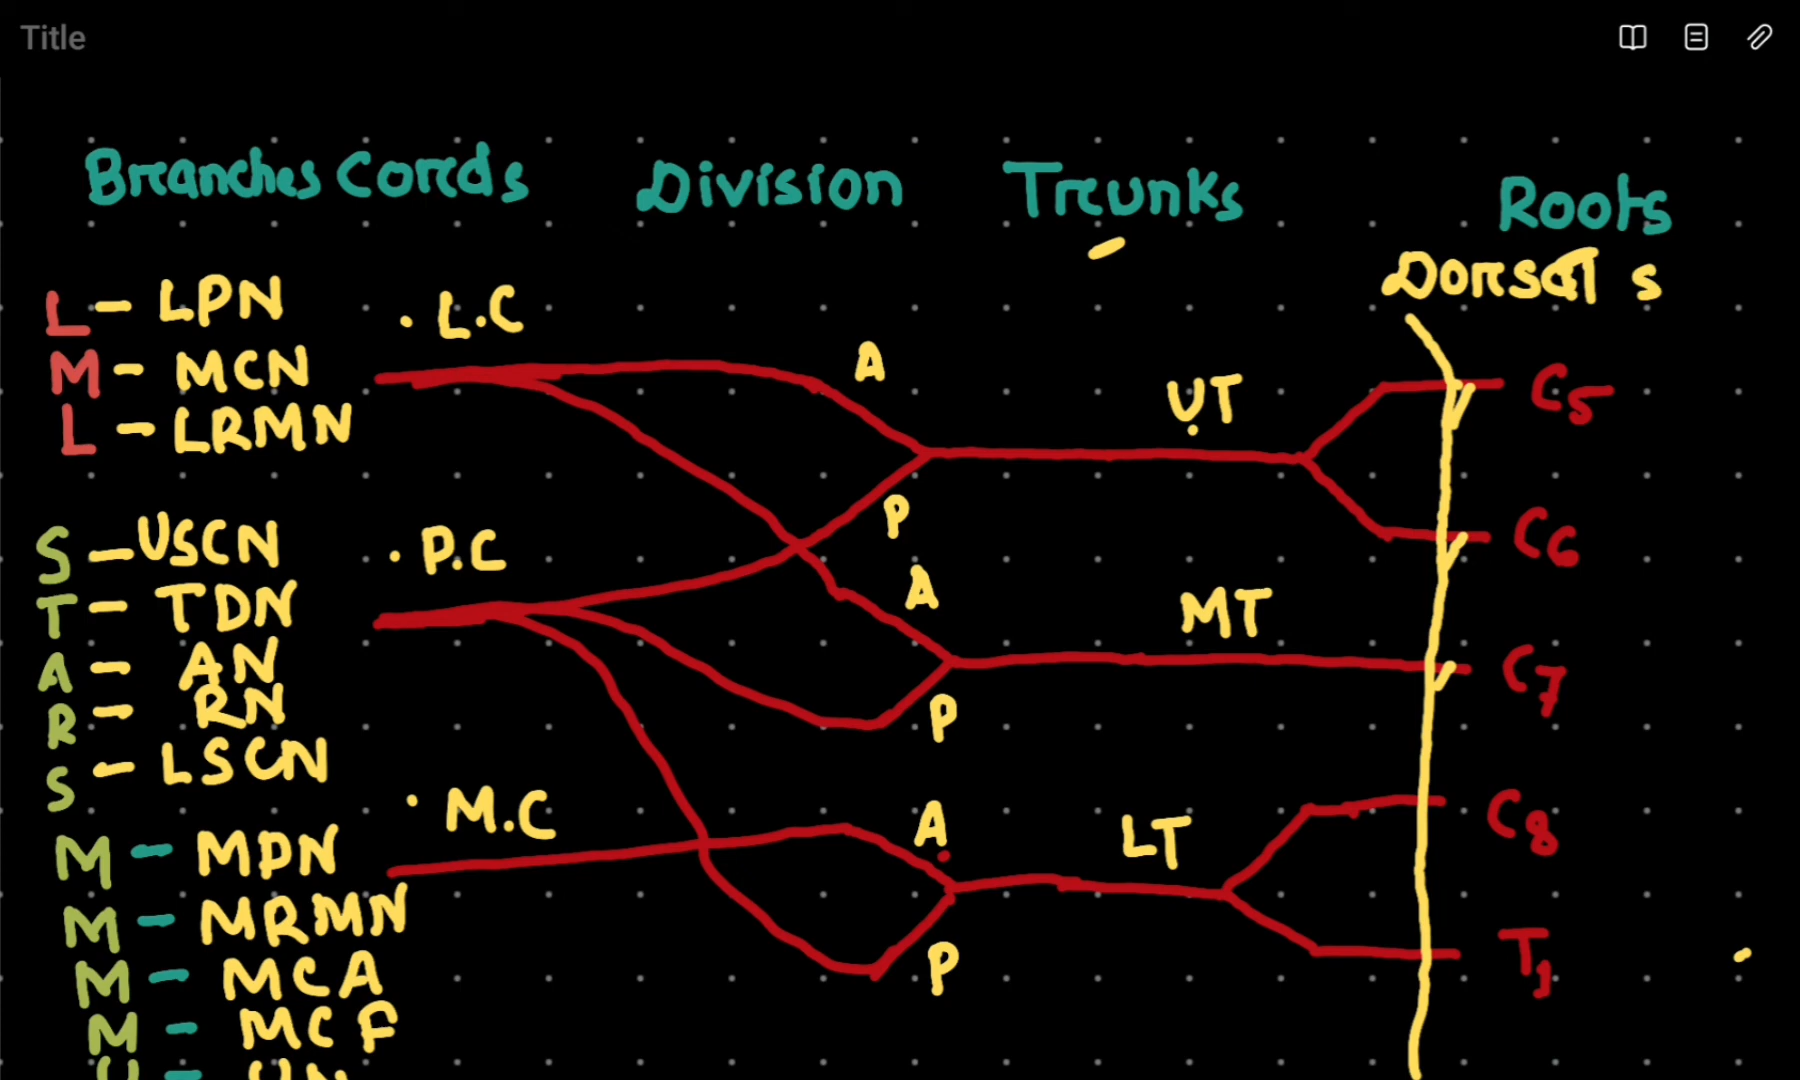 Title
Branches Cords Division Trunks Roots
Dorsal s
L - LPN
M - MCN
L - LRMN
. L.C
A
UT
C5
P
C6
S - USCN
T - TDN
A - AN
R - RN
S - LSCN
. P.C
A
MT
C7
P
M - MPN
M - MRMN
M - MCA
M - MCF
. M.C
A
LT
C8
P
T1